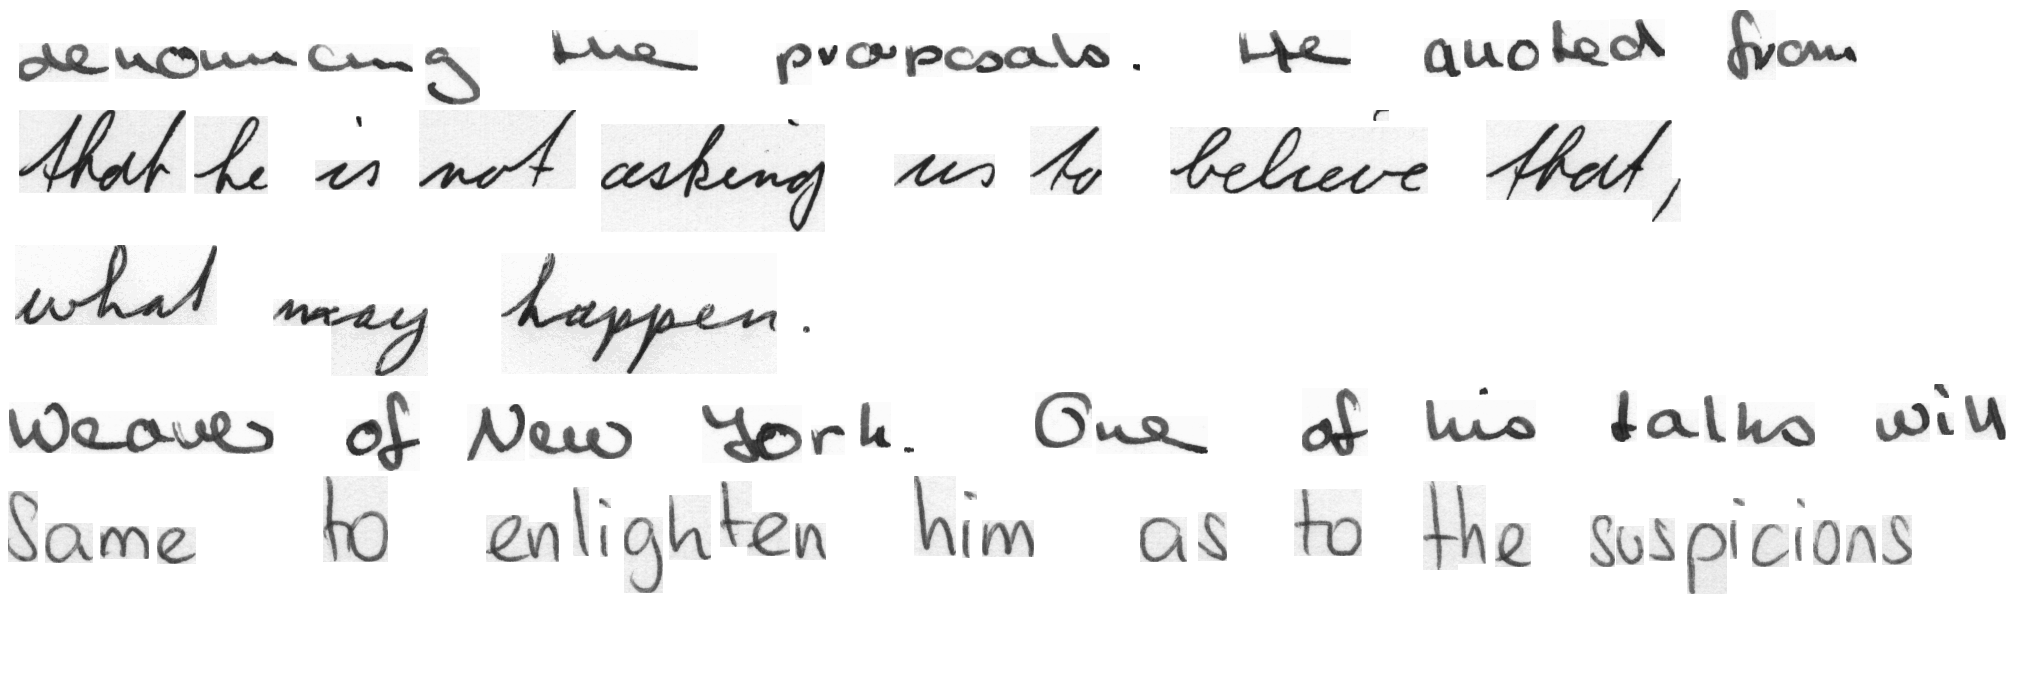 denouncing the proposals. He quoted from
that he is not asking us to believe that,
what may happen.
Weaver of New York. One of his talks will
Same to enlighten him as to the suspicions